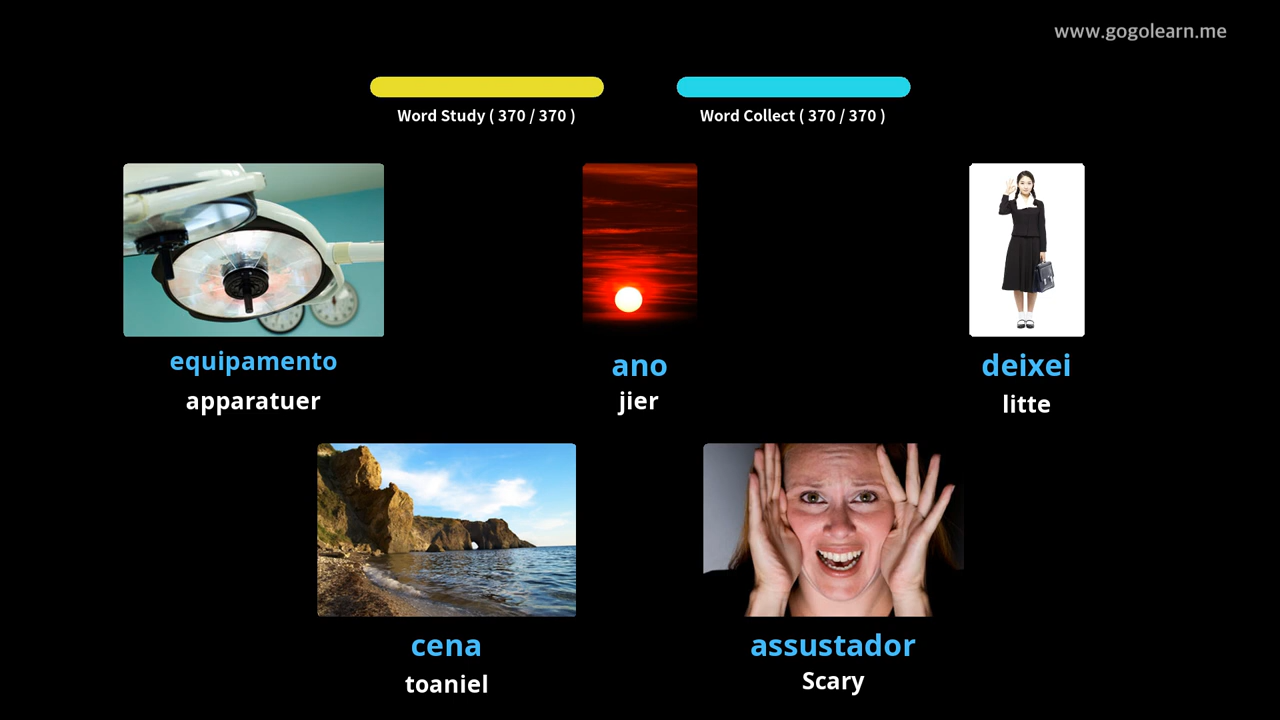 www.gogolearn.me
Word Study ( 370 / 370 )
Word Collect ( 370 / 370 )
equipamento
apparatuer
ano
jier
deixei
litte
cena
toaniel
assustador
Scary